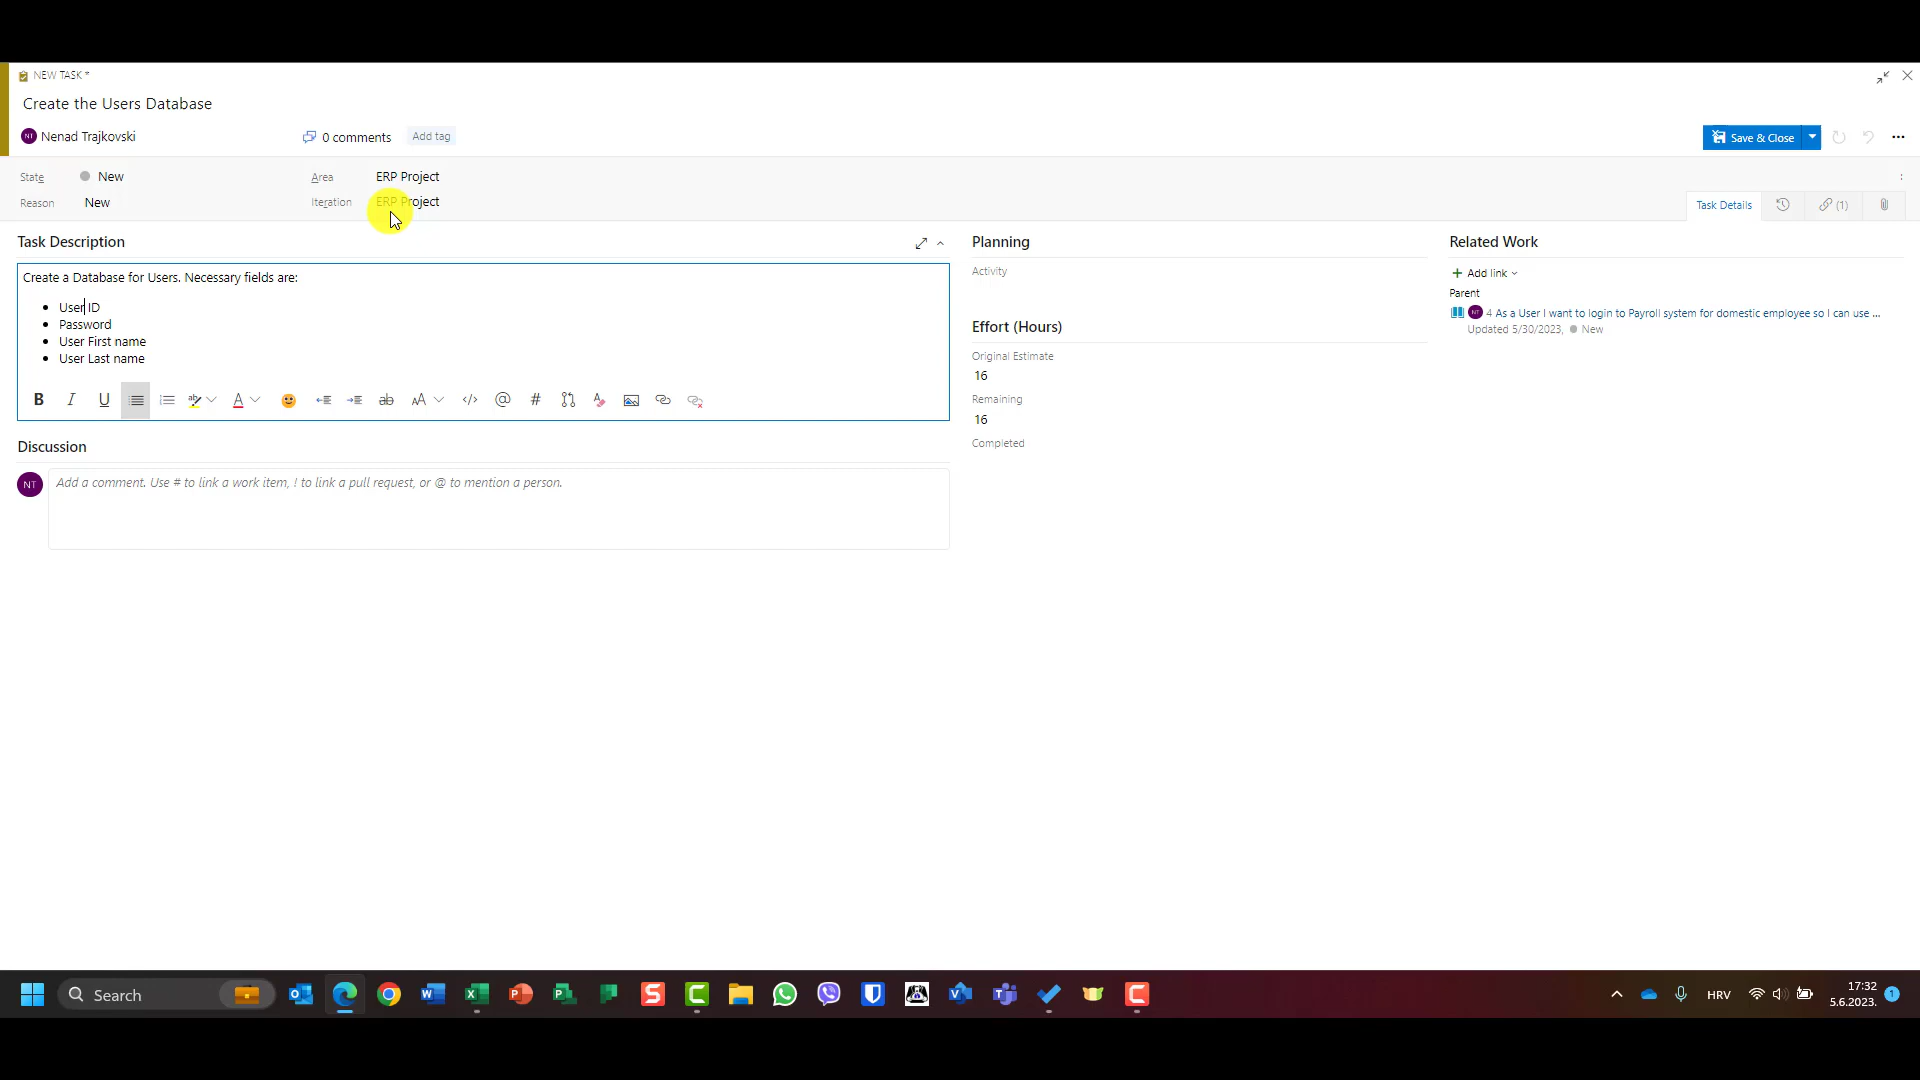 NEW TASK *
Create the Users Database
NT Nenad Trajkovski
0 comments
Add tag
Save & Close
State
New
Area
ERP Project
Reason
New
Iteration
ERP Project
Task Details
(1)
Task Description
Create a Database for Users. Necessary fields are:
• User ID
• Password
• User First name
• User Last name
B I U
Discussion
NT
Add a comment. Use # to link a work item, ! to link a pull request, or @ to mention a person.
Planning
Activity
Effort (Hours)
Original Estimate
16
Remaining
16
Completed
Related Work
+ Add link
Parent
NT 4 As a User I want to login to Payroll system for domestic employee so I can use ...
Updated 5/30/2023, New
Search
HRV
17:32
5.6.2023.
1